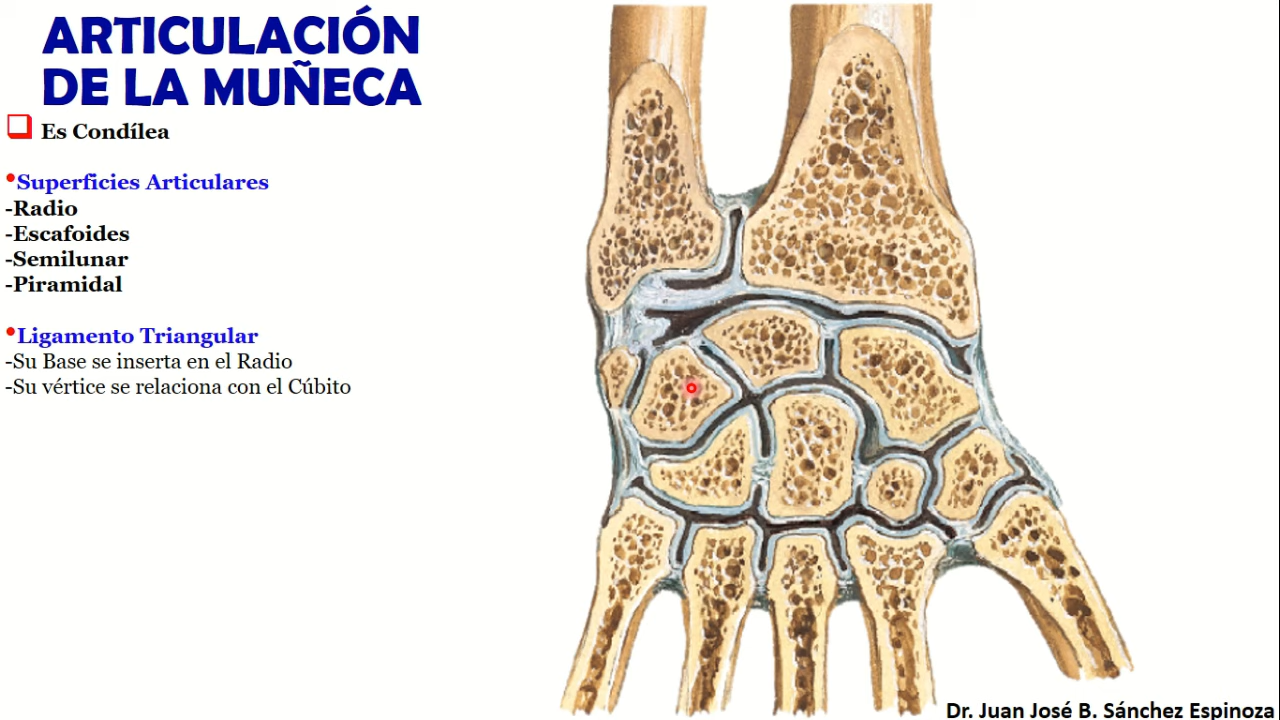 ARTICULACIÓN
DE LA MUÑECA
Es Condílea
•Superficies Articulares
-Radio
-Escafoides
-Semilunar
-Piramidal
•Ligamento Triangular
-Su Base se inserta en el Radio
-Su vértice se relaciona con el Cúbito
Dr. Juan José B. Sánchez Espinoza